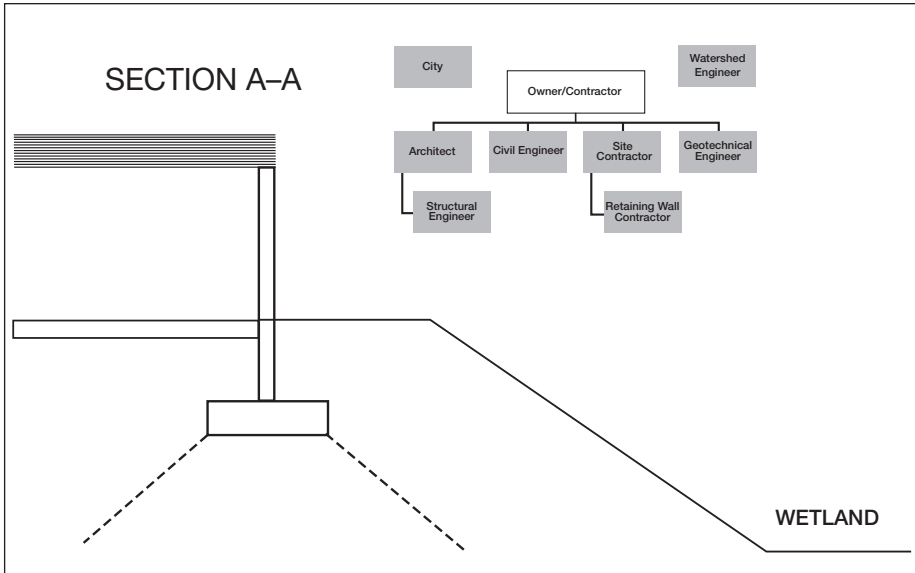 SECTION A–A
City
Watershed
Engineer
Owner/Contractor
Architect
Civil Engineer
Site
Contractor
Geotechnical
Engineer
Structural
Engineer
Retaining Wall
Contractor
WETLAND